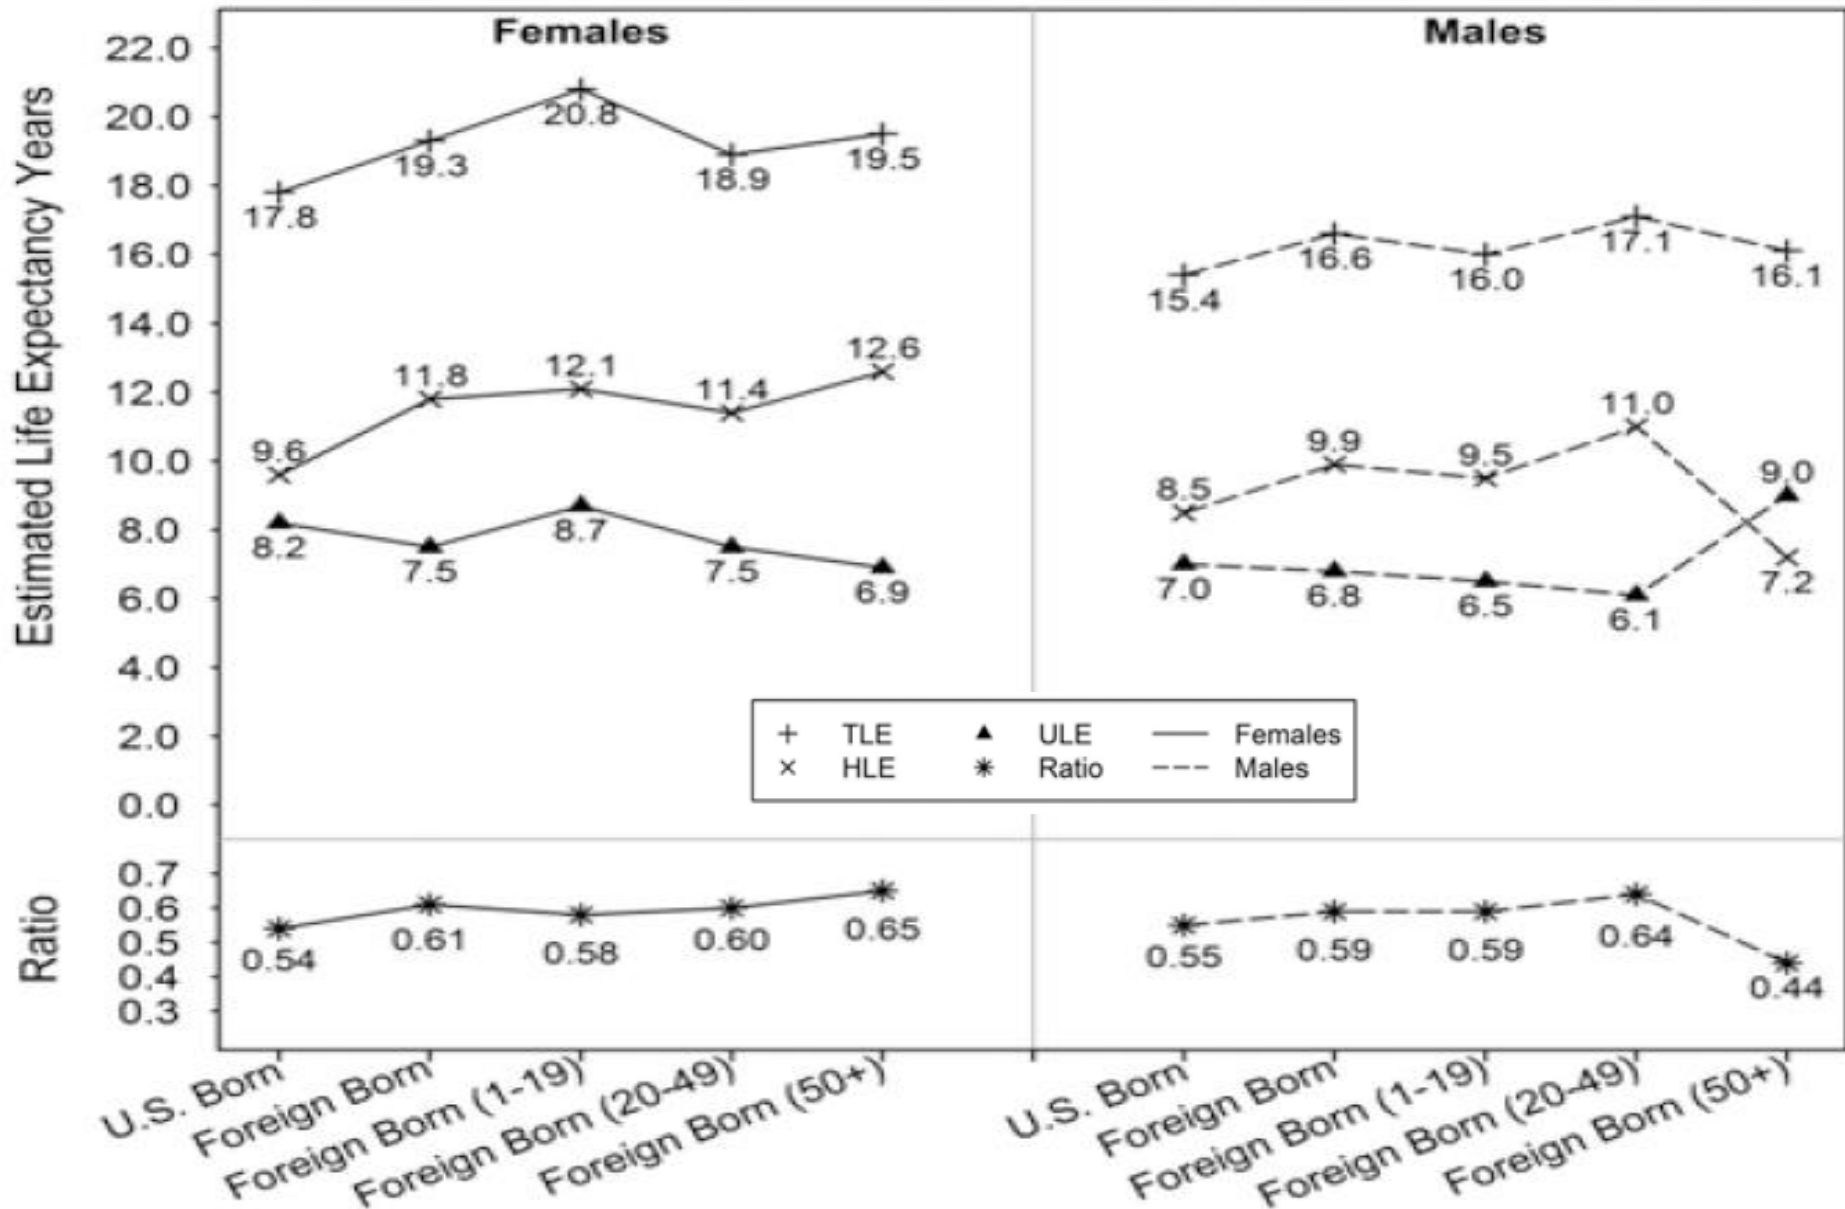 Females
Males
Estimated Life Expectancy Years
22.0
20.0
18.0
16.0
14.0
12.0
10.0
8.0
6.0
4.0
2.0
0.0
17.8
19.3
20.8
18.9
19.5
9.6
11.8
12.1
11.4
12.6
8.2
7.5
8.7
7.5
6.9
15.4
16.6
16.0
17.1
16.1
8.5
9.9
9.5
11.0
7.2
7.0
6.8
6.5
6.1
9.0
TLE
ULE
Females
HLE
Ratio
Males
Ratio
0.7
0.6
0.5
0.4
0.3
0.54
0.61
0.58
0.60
0.65
0.55
0.59
0.59
0.64
0.44
U.S. Born
Foreign Born
Foreign Born (1-19)
Foreign Born (20-49)
Foreign Born (50+)
U.S. Born
Foreign Born
Foreign Born (1-19)
Foreign Born (20-49)
Foreign Born (50+)